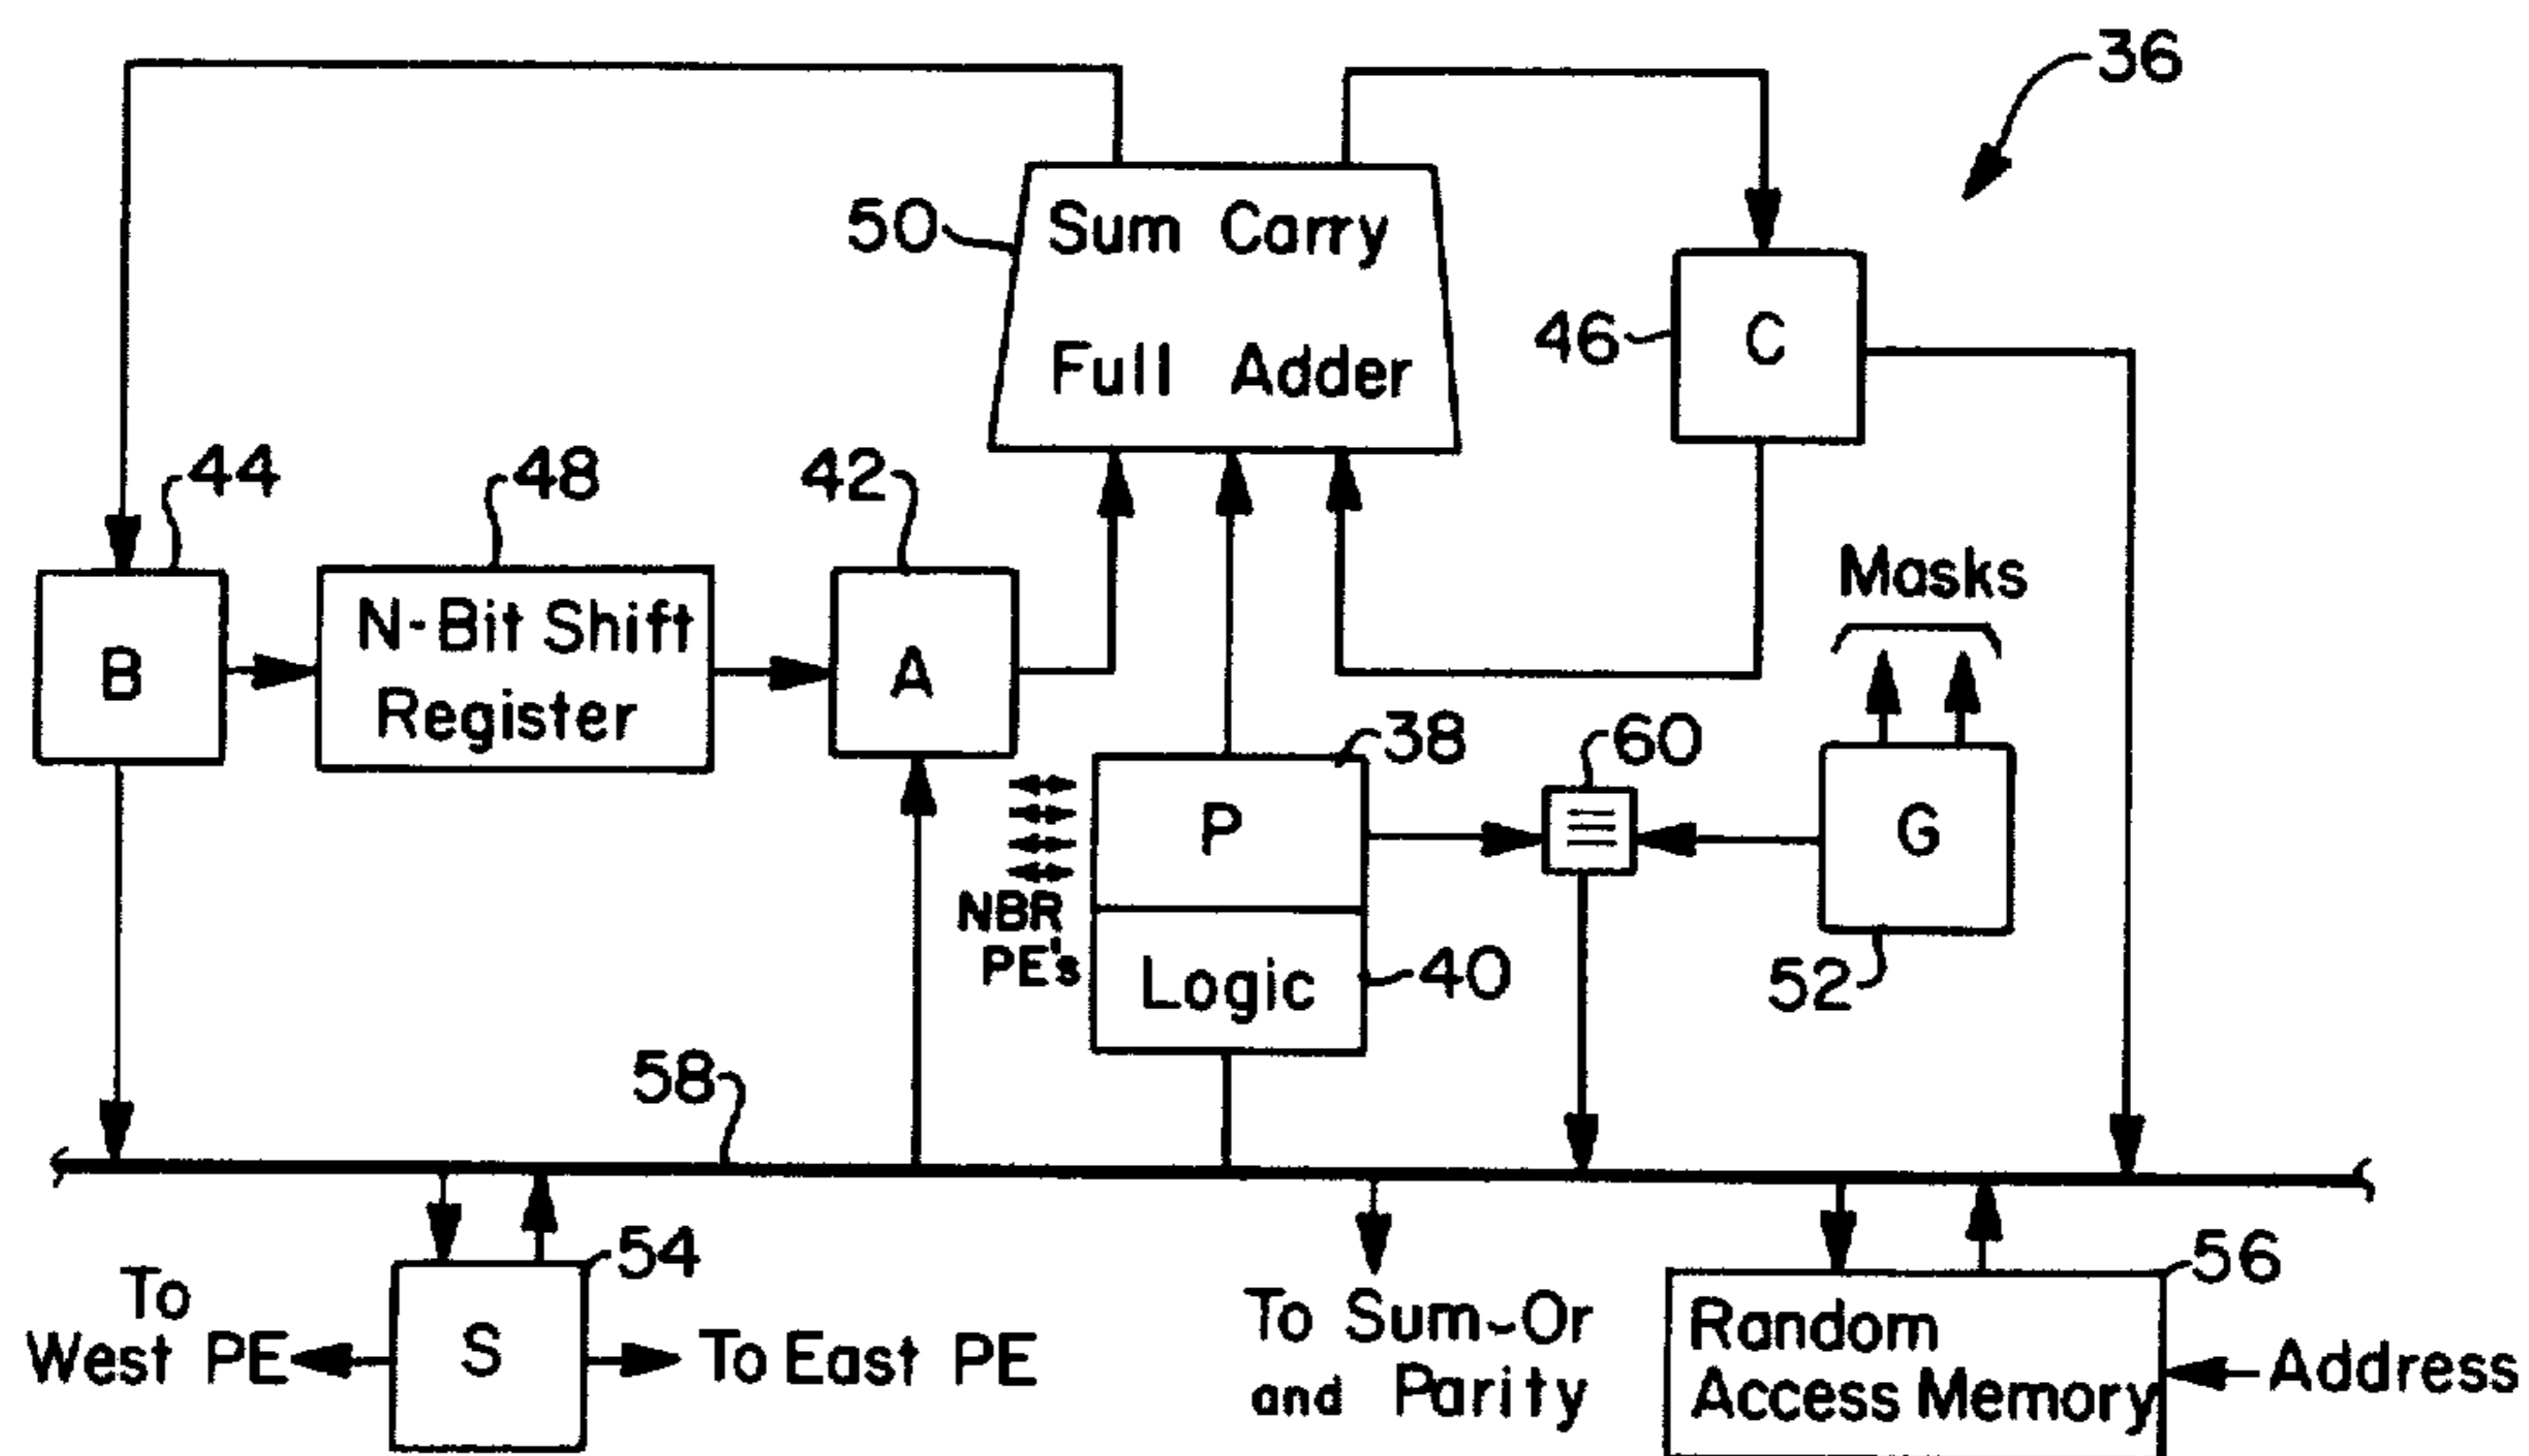 36
50
Sum Carry
Full Adder
46
C
44
48
42
B
N-Bit Shift
Register
A
Masks
38
60
P
G
NBR
PE's
Logic
40
52
58
54
56
To
West PE
S
To East PE
To Sum-Or
and Parity
Random
Access Memory
Address